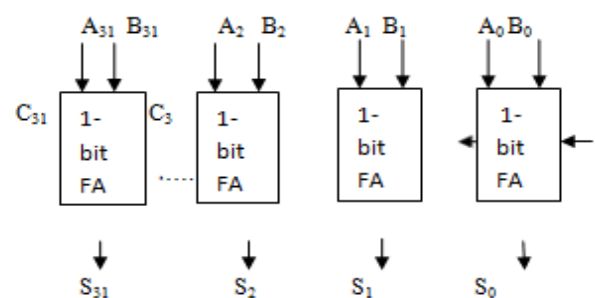 A31 B31 A2 B2 A1 B1 A0 B0
C31 1- C3 1- 1- 1-
bit bit bit bit
FA ...... FA FA FA
S31 S2 S1 S0